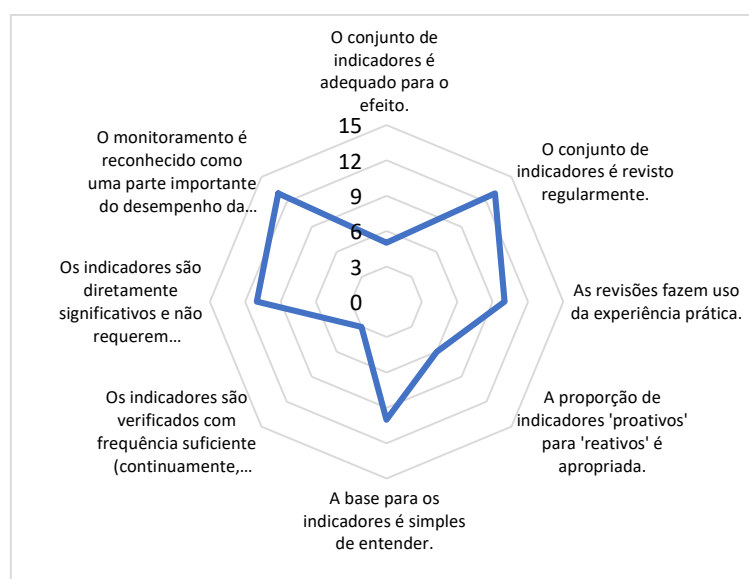 O conjunto de
indicadores é
adequado para o
efeito.
O conjunto de
indicadores é revisto
regularmente.
As revisões fazem uso
da experiência prática.
A proporção de
indicadores 'proativos'
para 'reativos' é
apropriada.
A base para os
indicadores é simples
de entender.
Os indicadores são
verificados com
frequência suficiente
(continuamente,...
Os indicadores são
diretamente
significativos e não
requerem...
O monitoramento é
reconhecido como
uma parte importante
do desempenho da...
15
12
9
6
3
0